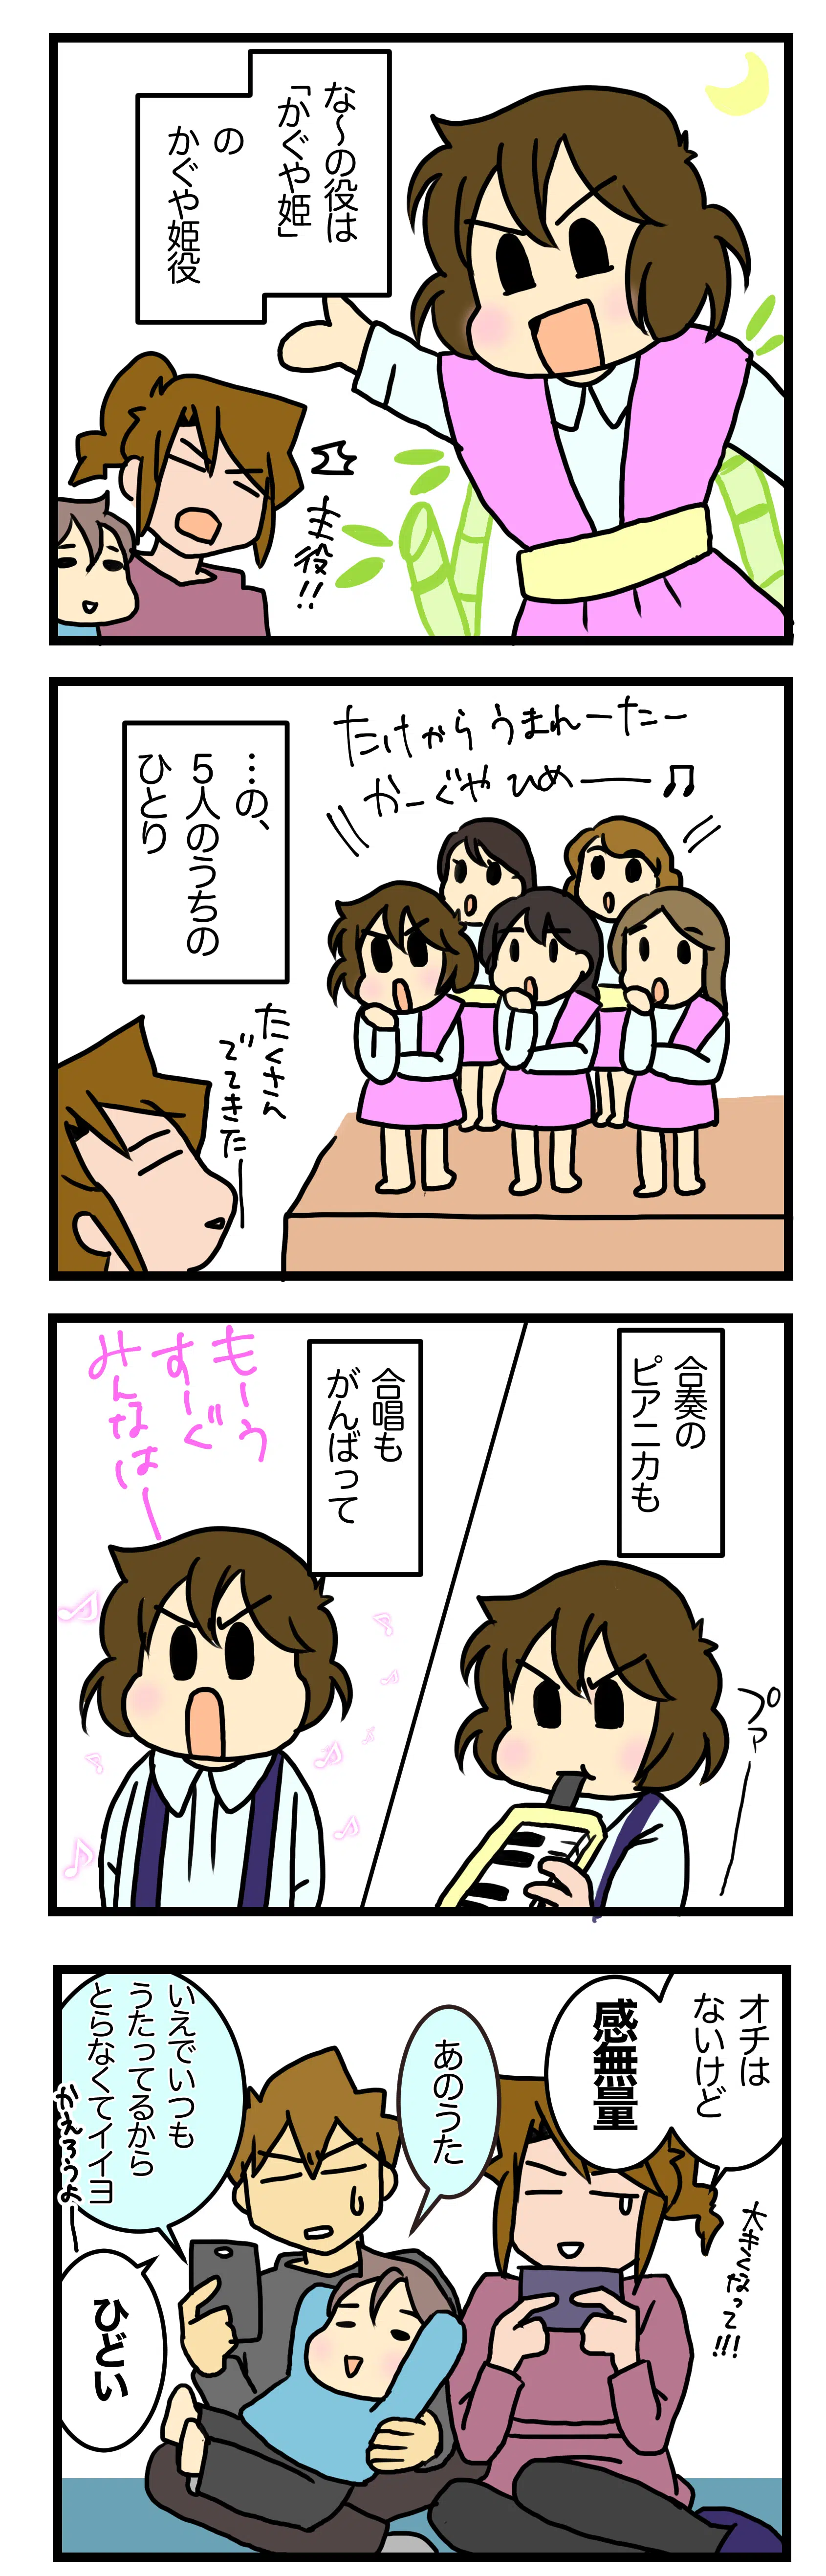 な～の役は
「かぐや姫」
の
かぐや姫役
主役!!
たけからうまれーたー
かーぐやひめー♫
…の、
5人のうちの
ひとり
たくさん
でてきたー
合奏の
ピアニカも
プァー
合唱も
がんばって
もーう
すーぐ
みんなはー
オチは
ないけど
感無量
大きくなって!!!
あのうた
いえでいつも
うたってるから
とらなくてイイヨ
かえろうよー
ひどい